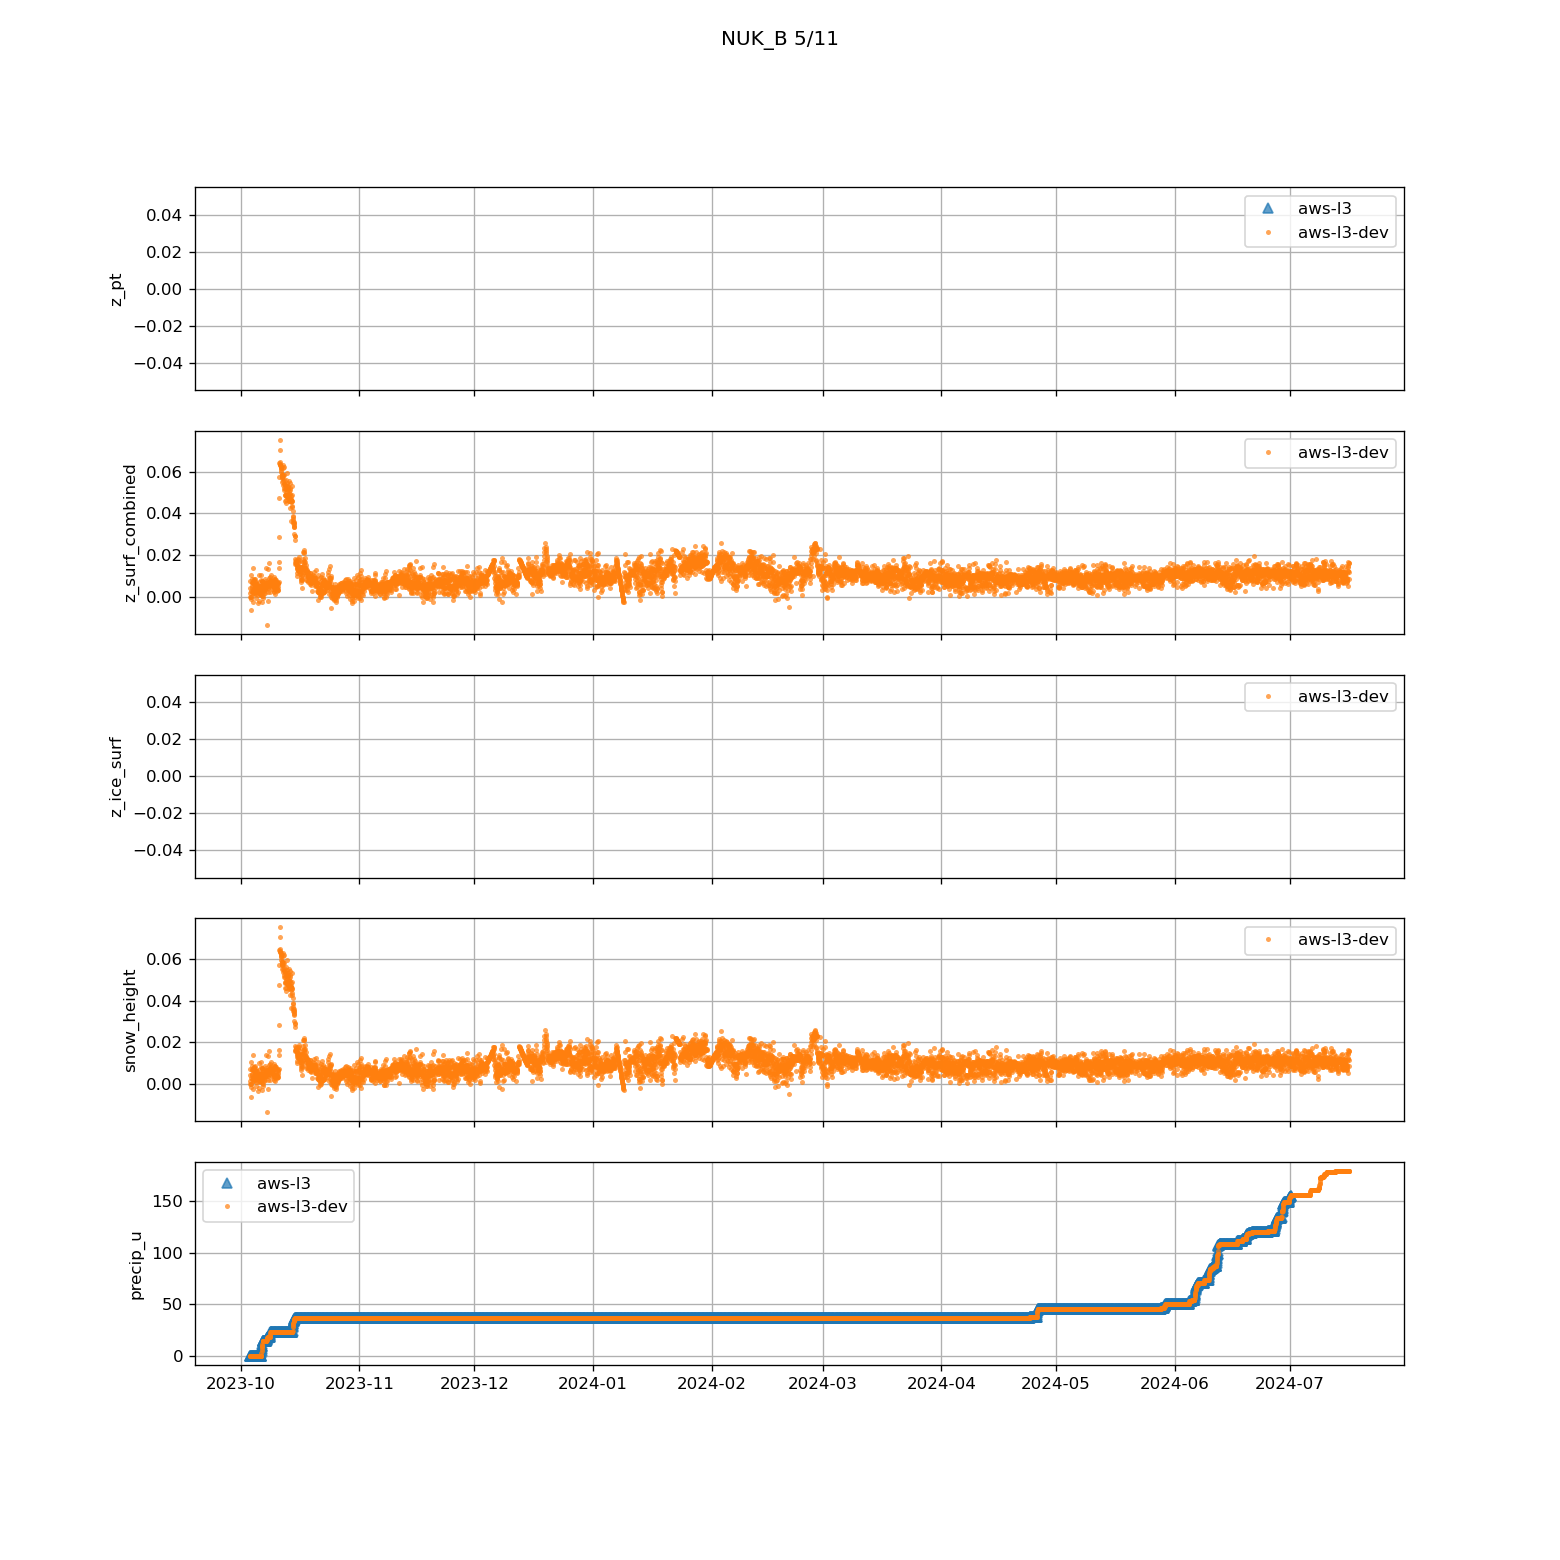 NUK_B 5/11
z_pt
0.04
0.02
0.00
−0.02
−0.04
aws-l3
aws-l3-dev
z_surf_combined
0.06
0.04
0.02
0.00
aws-l3-dev
z_ice_surf
0.04
0.02
0.00
−0.02
−0.04
aws-l3-dev
snow_height
0.06
0.04
0.02
0.00
aws-l3-dev
precip_u
150
100
50
0
aws-l3
aws-l3-dev
2023-10 2023-11 2023-12 2024-01 2024-02 2024-03 2024-04 2024-05 2024-06 2024-07